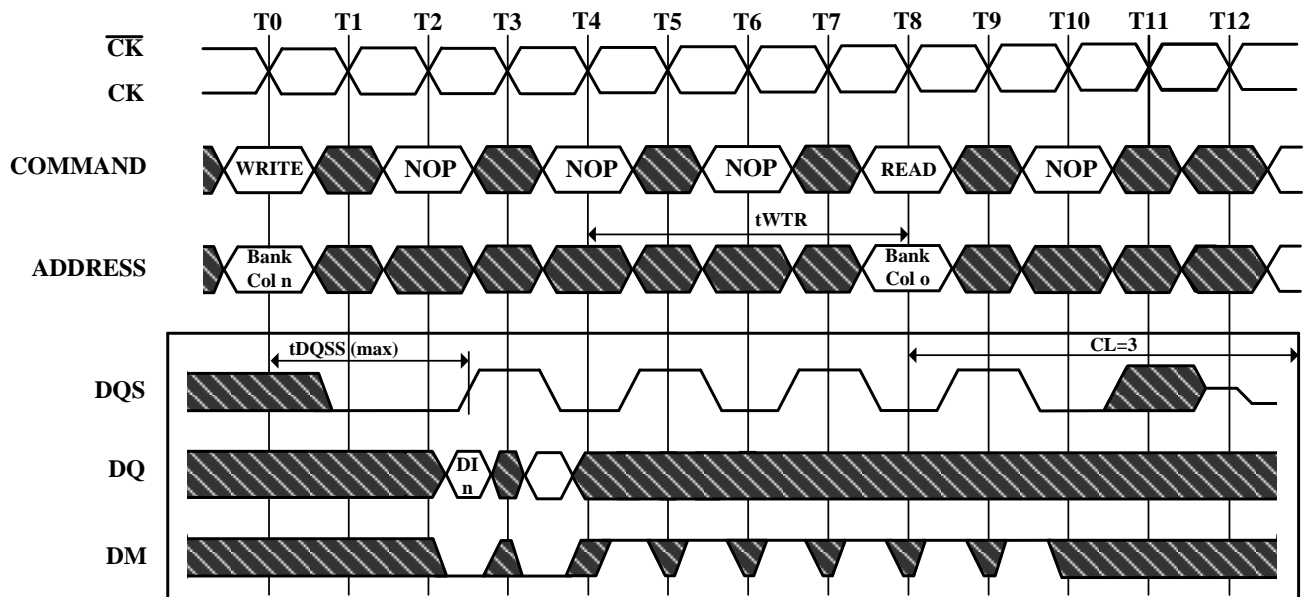 T0 T1 T2 T3 T4 T5 T6 T7 T8 T9 T10 T11 T12
CK
CK
COMMAND WRITE NOP NOP NOP READ NOP
tWTR
ADDRESS Bank Col n Bank Col o
tDQSS (max) CL=3
DQS
DQ DI n
DM